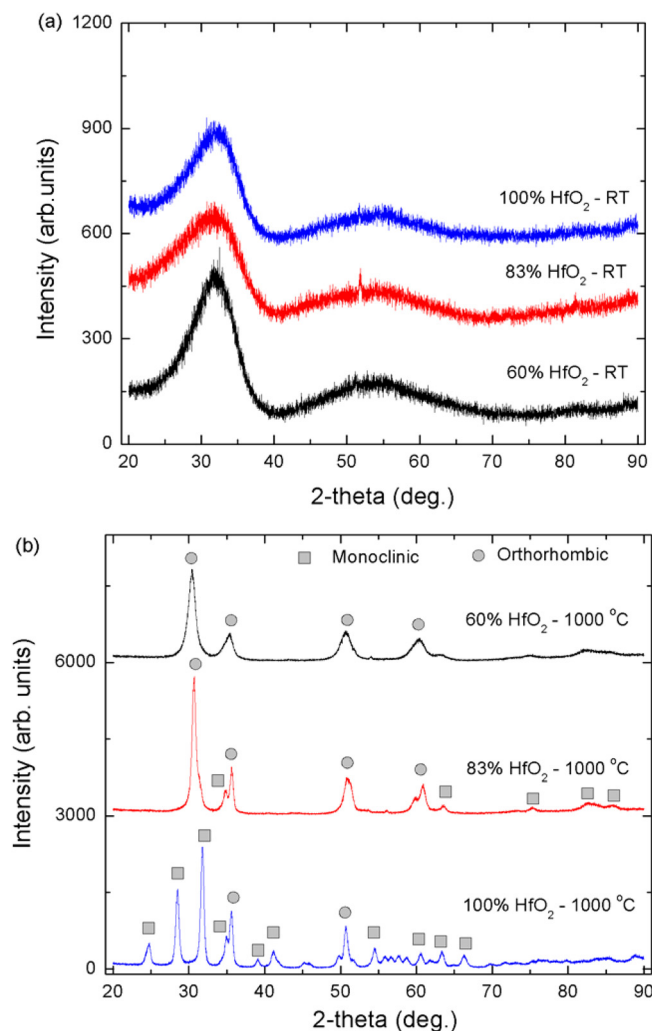 (a)
1200
900
600
300
0
Intensity (arb.units)
100% HfO₂ - RT
83% HfO₂ - RT
60% HfO₂ - RT
20 30 40 50 60 70 80 90
2-theta (deg.)
(b)
Monoclinic Orthorhombic
6000
3000
0
Intensity (arb. units)
60% HfO₂ - 1000 °C
83% HfO₂ - 1000 °C
100% HfO₂ - 1000 °C
20 30 40 50 60 70 80 90
2-theta (deg.)